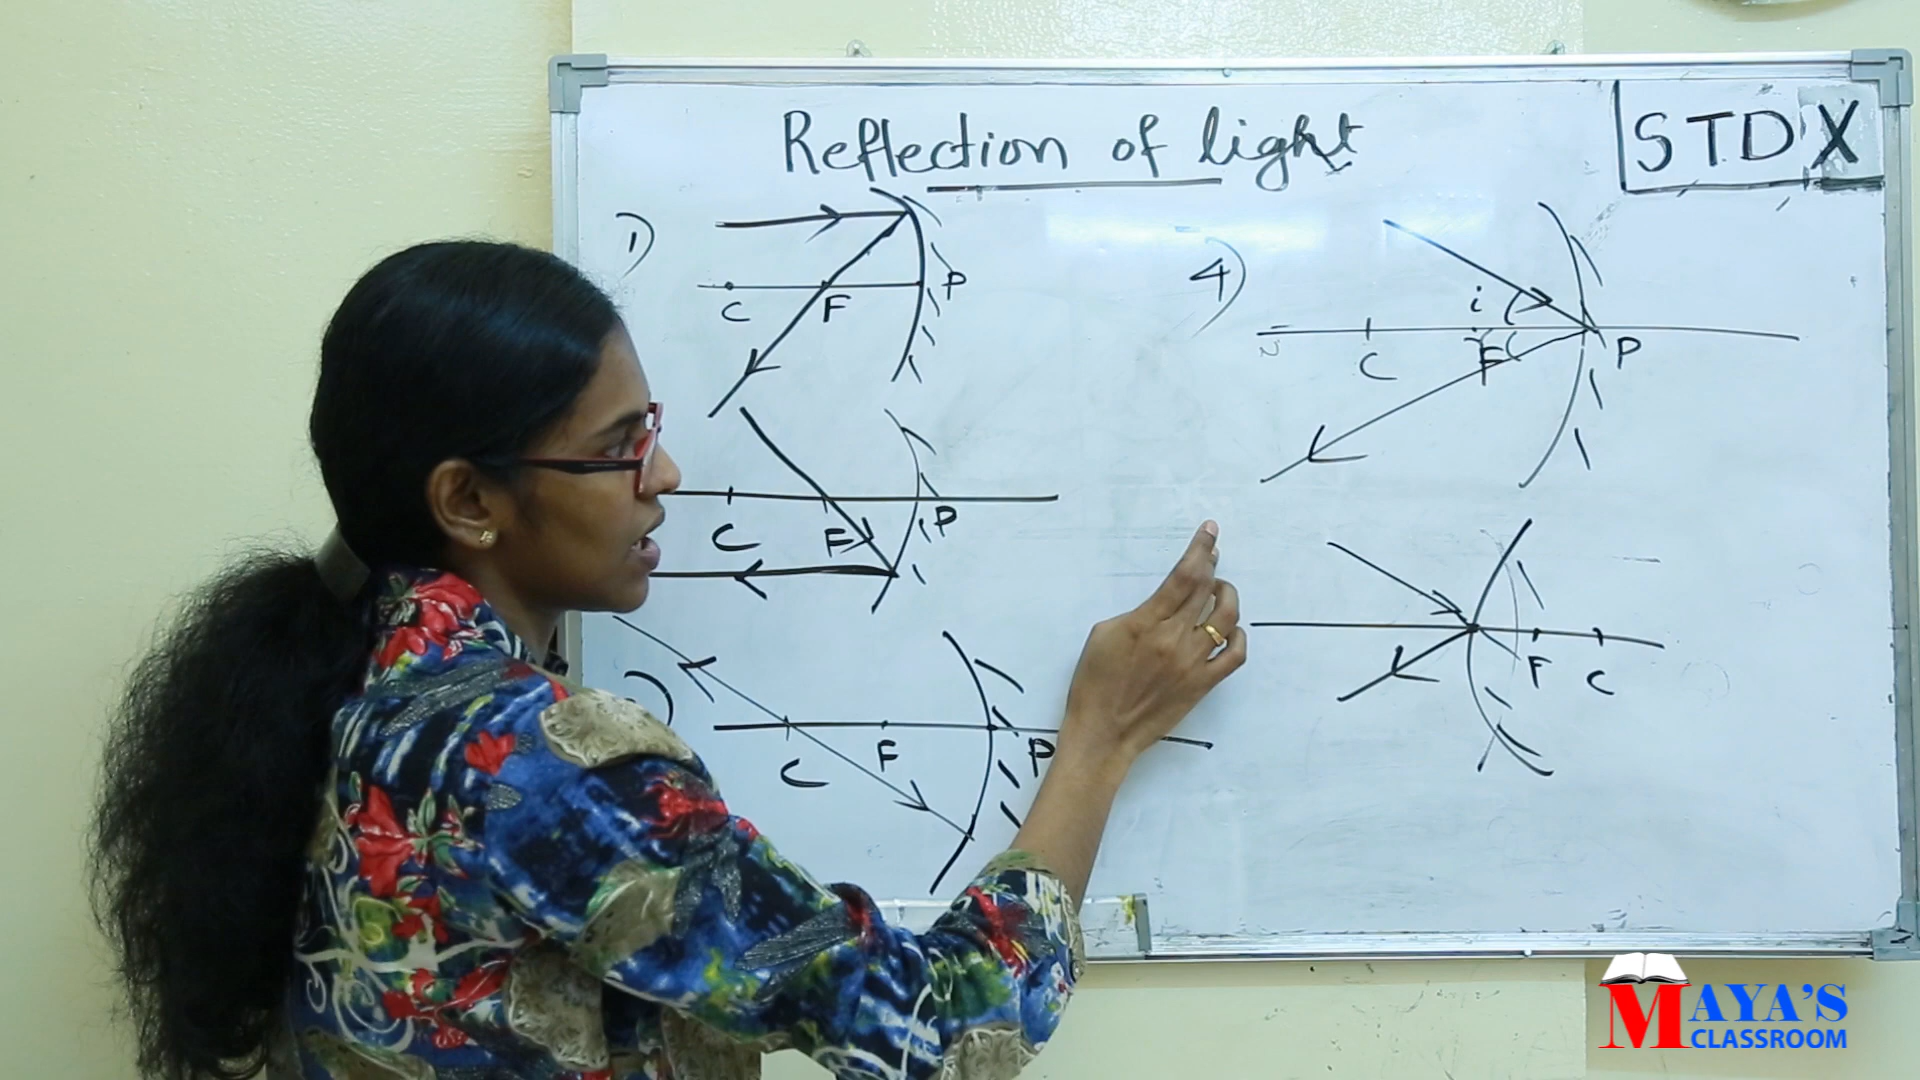 Reflection of light
STD X
1)
C F P
C F P
C F P
4)
i
C F P
F C
MAYA'S
CLASSROOM